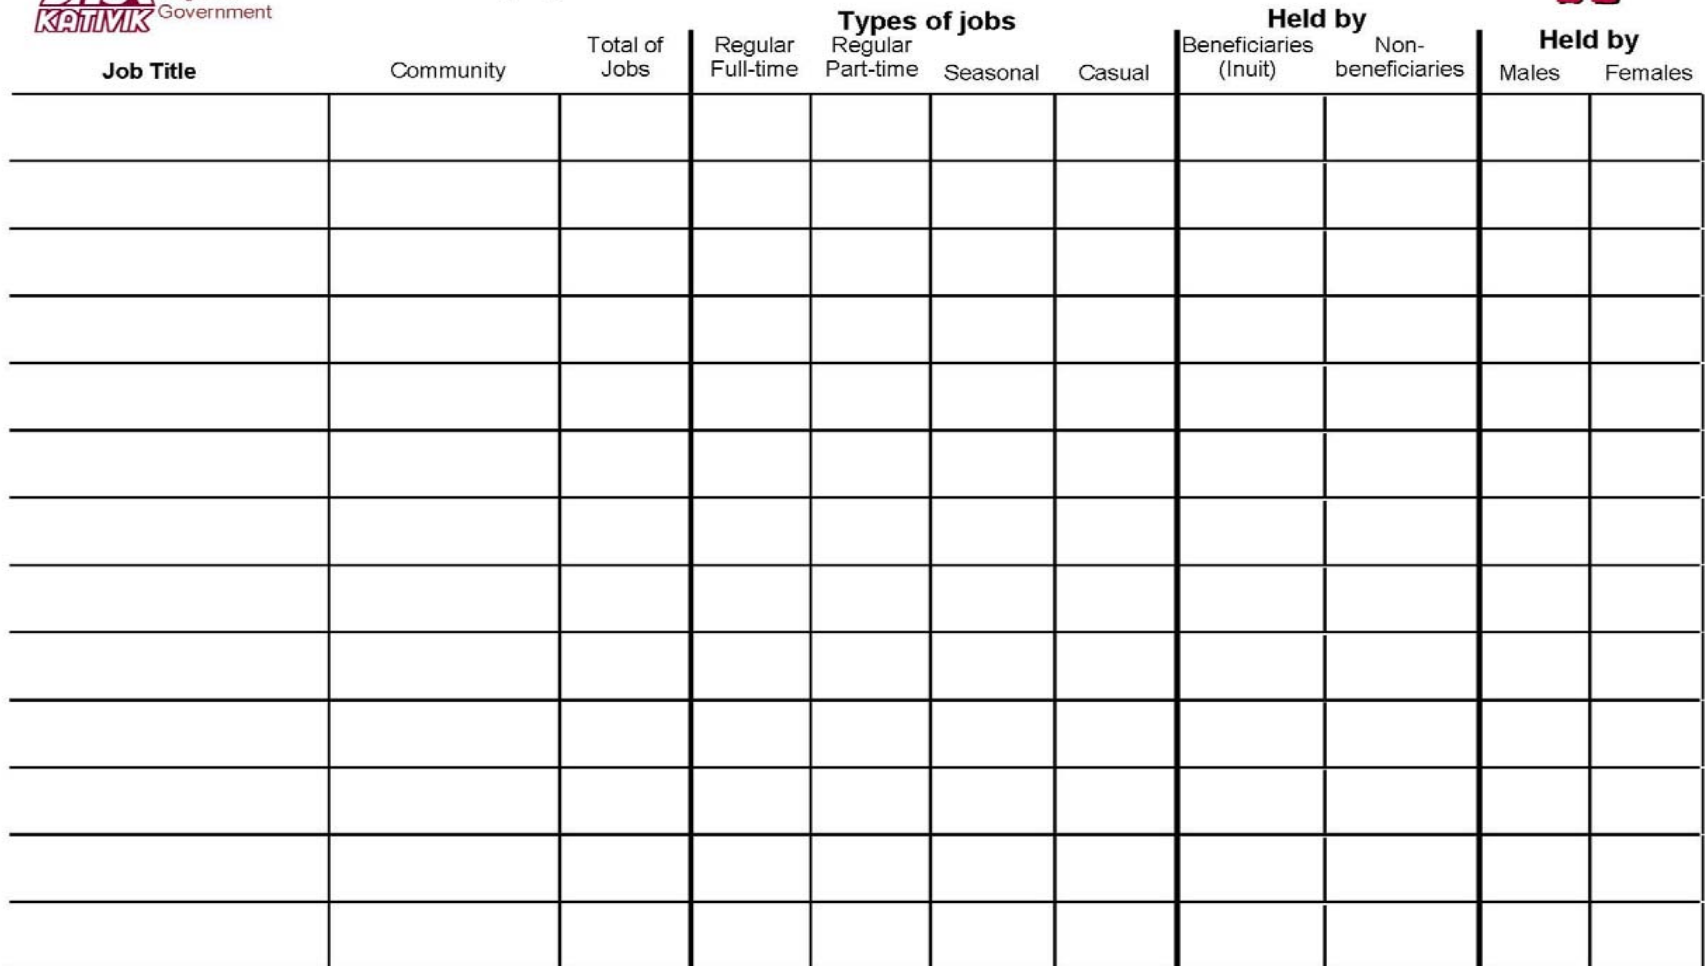 KATIVIK Government
Types of jobs
Held by
Held by
Job Title
Community
Total of
Jobs
Regular
Full-time
Regular
Part-time
Seasonal
Casual
Beneficiaries
(Inuit)
Non-
beneficiaries
Males
Females